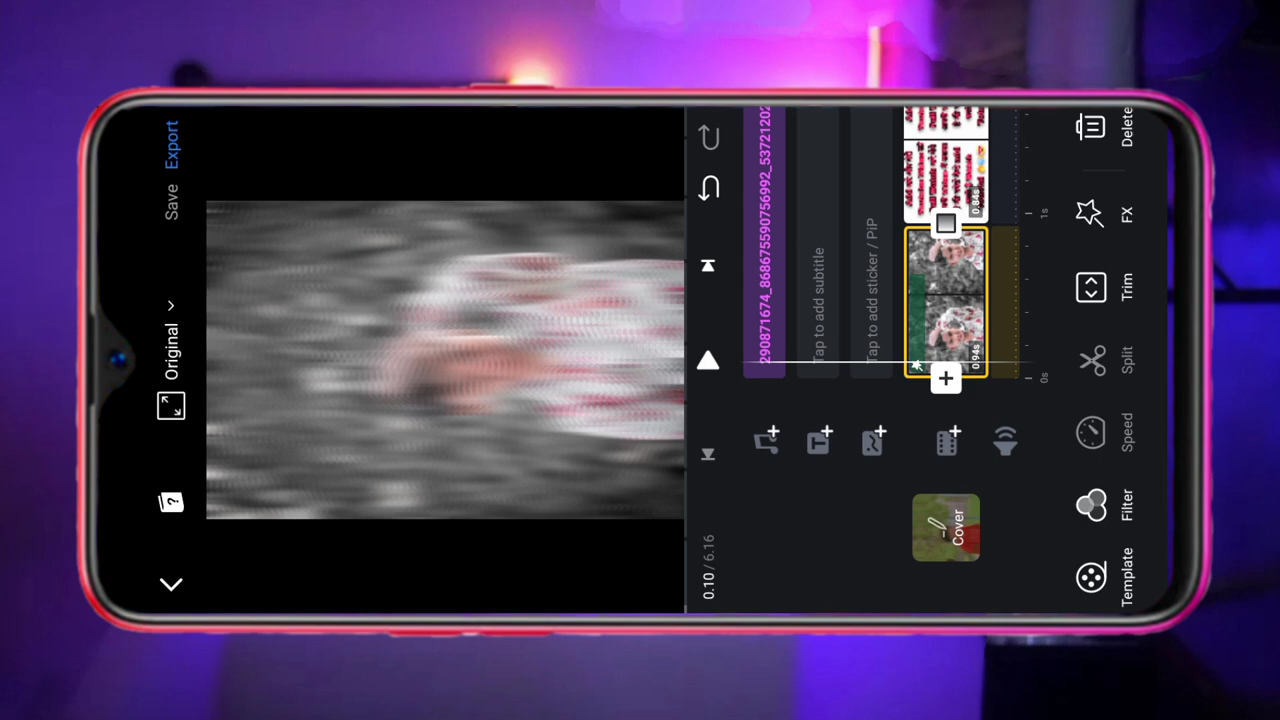 Original
Save
Export
0.10 / 6.16
290871674_868675590756992_53721202
Tap to add subtitle
Tap to add sticker / PiP
Cover
0.94s
0.84s
0s
1s
Template
Filter
Speed
Split
Trim
FX
Delete